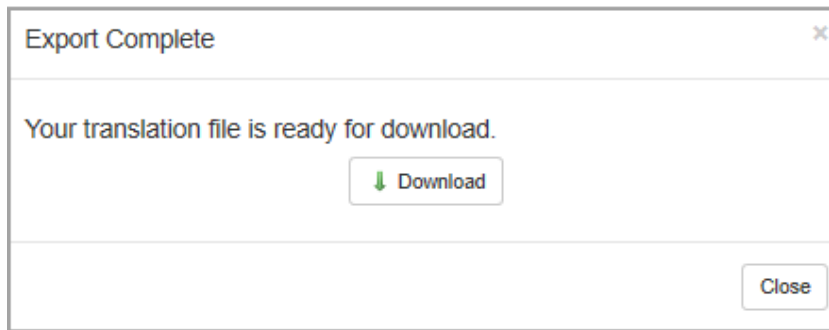 Export Complete
×
Your translation file is ready for download.
Download
Close